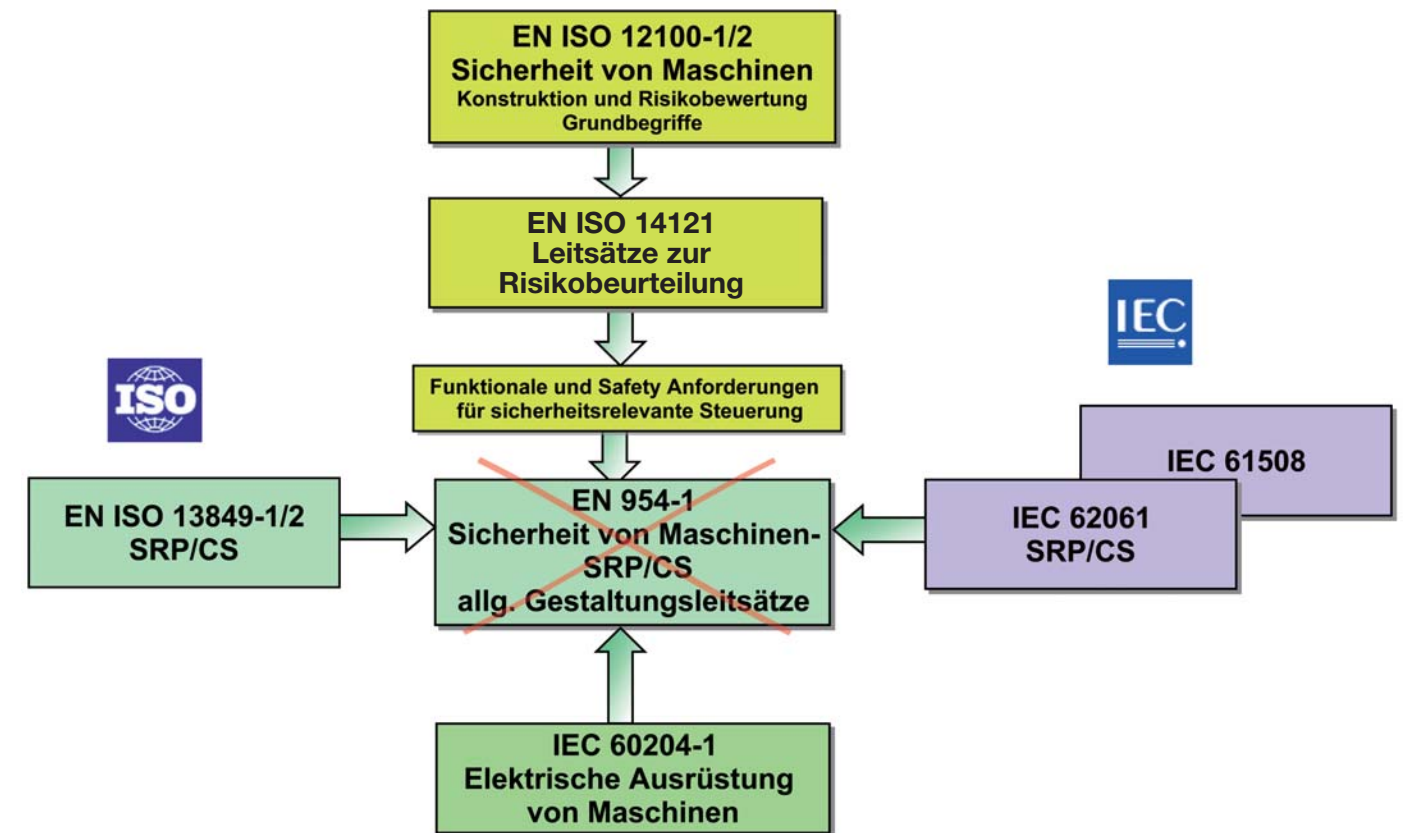 EN ISO 12100-1/2
Sicherheit von Maschinen
Konstruktion und Risikobewertung
Grundbegriffe
EN ISO 14121
Leitsätze zur
Risikobeurteilung
IEC
ISO
Funktionale und Safety Anforderungen
für sicherheitsrelevante Steuerung
IEC 61508
EN ISO 13849-1/2
SRP/CS
EN 954-1
Sicherheit von Maschinen-
SRP/CS
allg. Gestaltungsleitsätze
IEC 62061
SRP/CS
IEC 60204-1
Elektrische Ausrüstung
von Maschinen